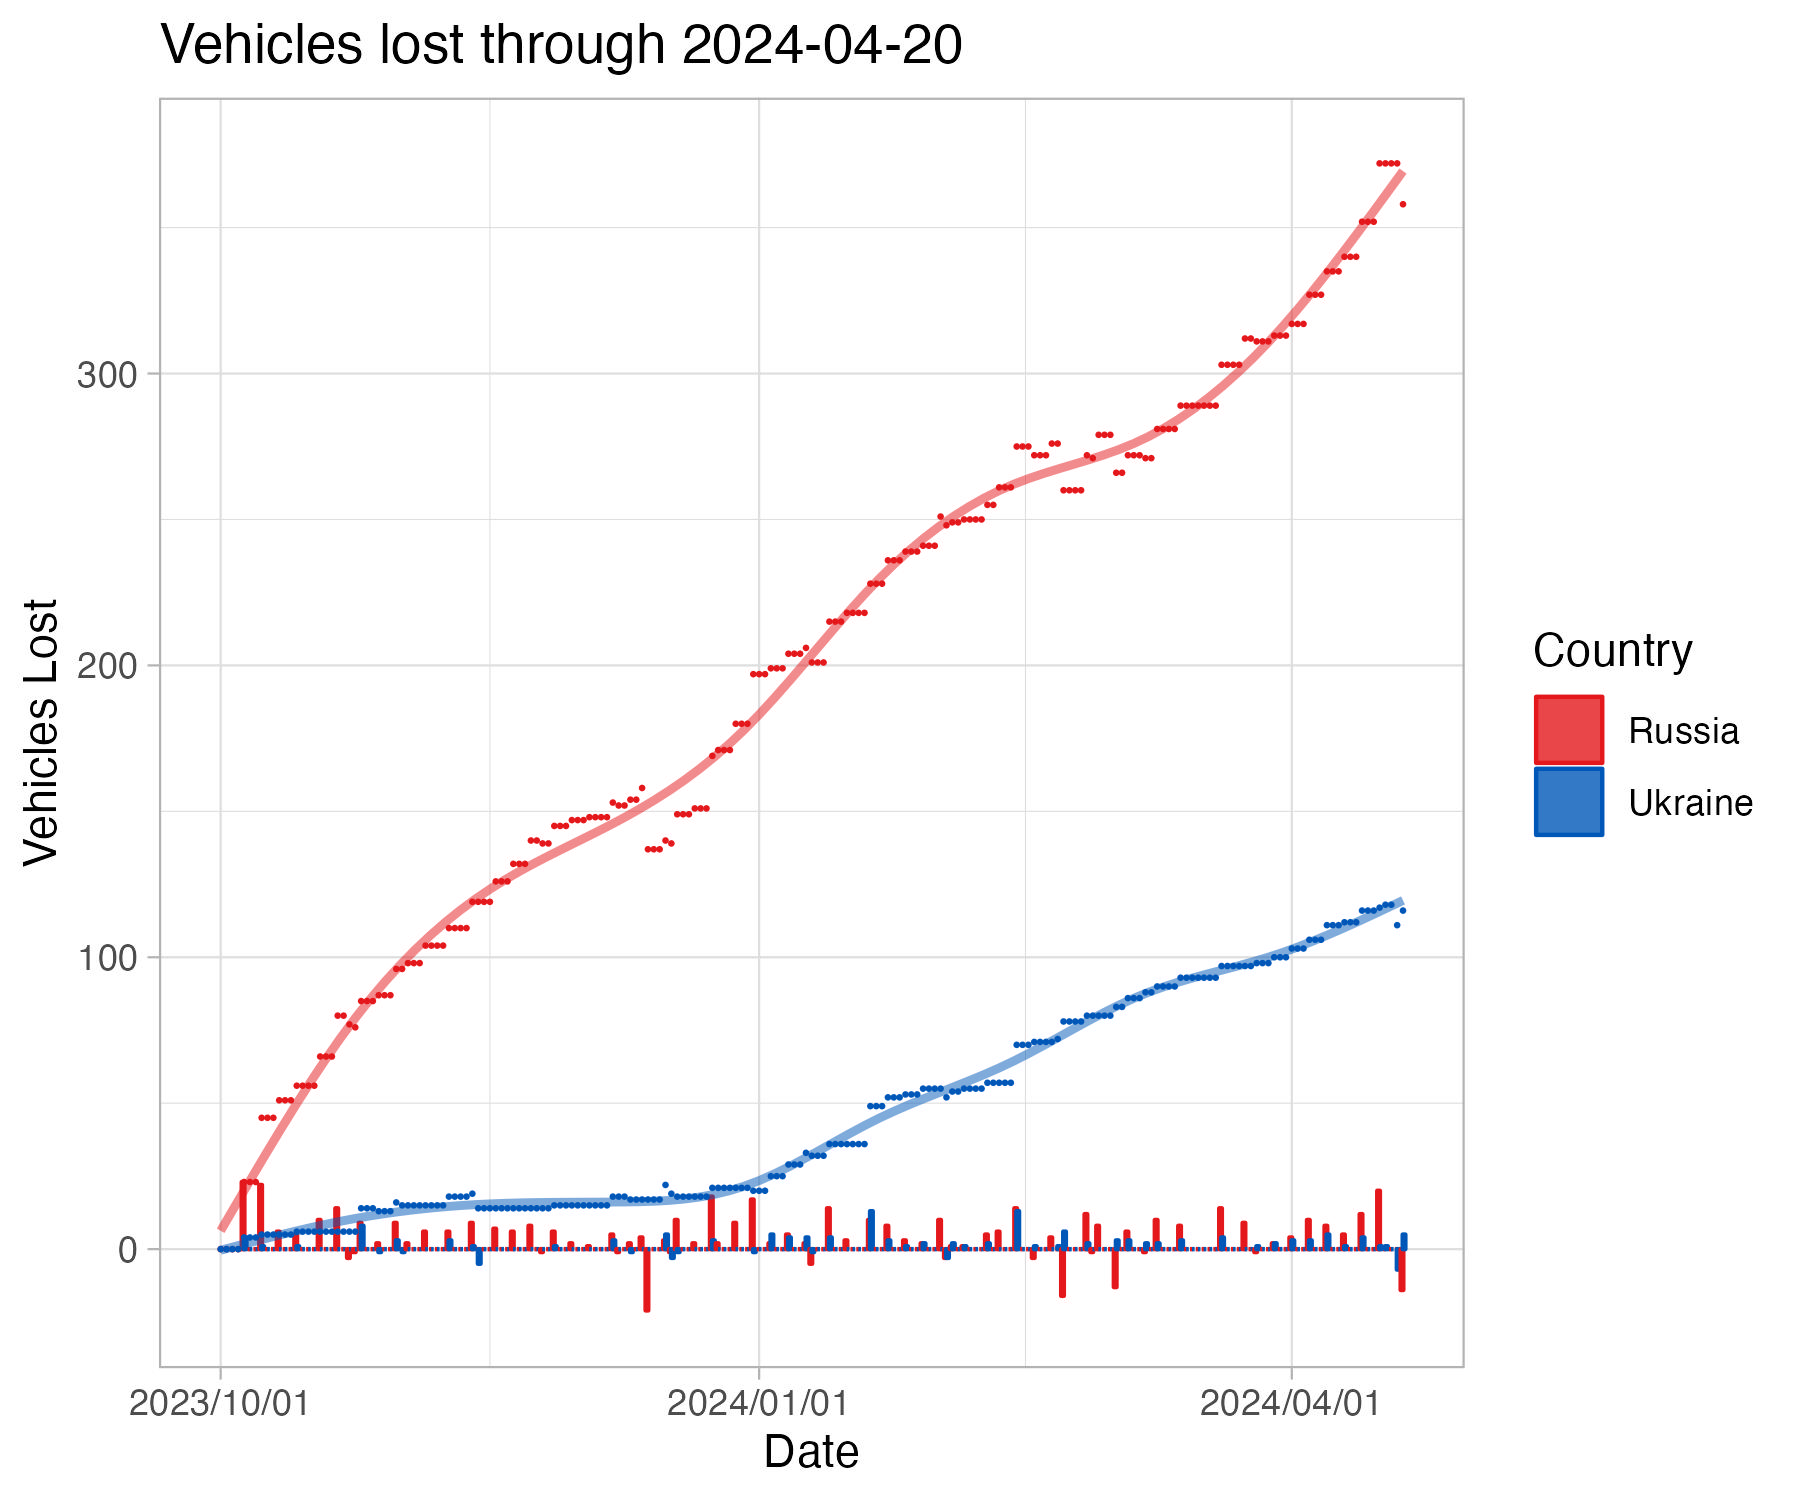 Vehicles lost through 2024-04-20
Vehicles Lost
300
200
100
0
2023/10/01
2024/01/01
2024/04/01
Date
Country
Russia
Ukraine